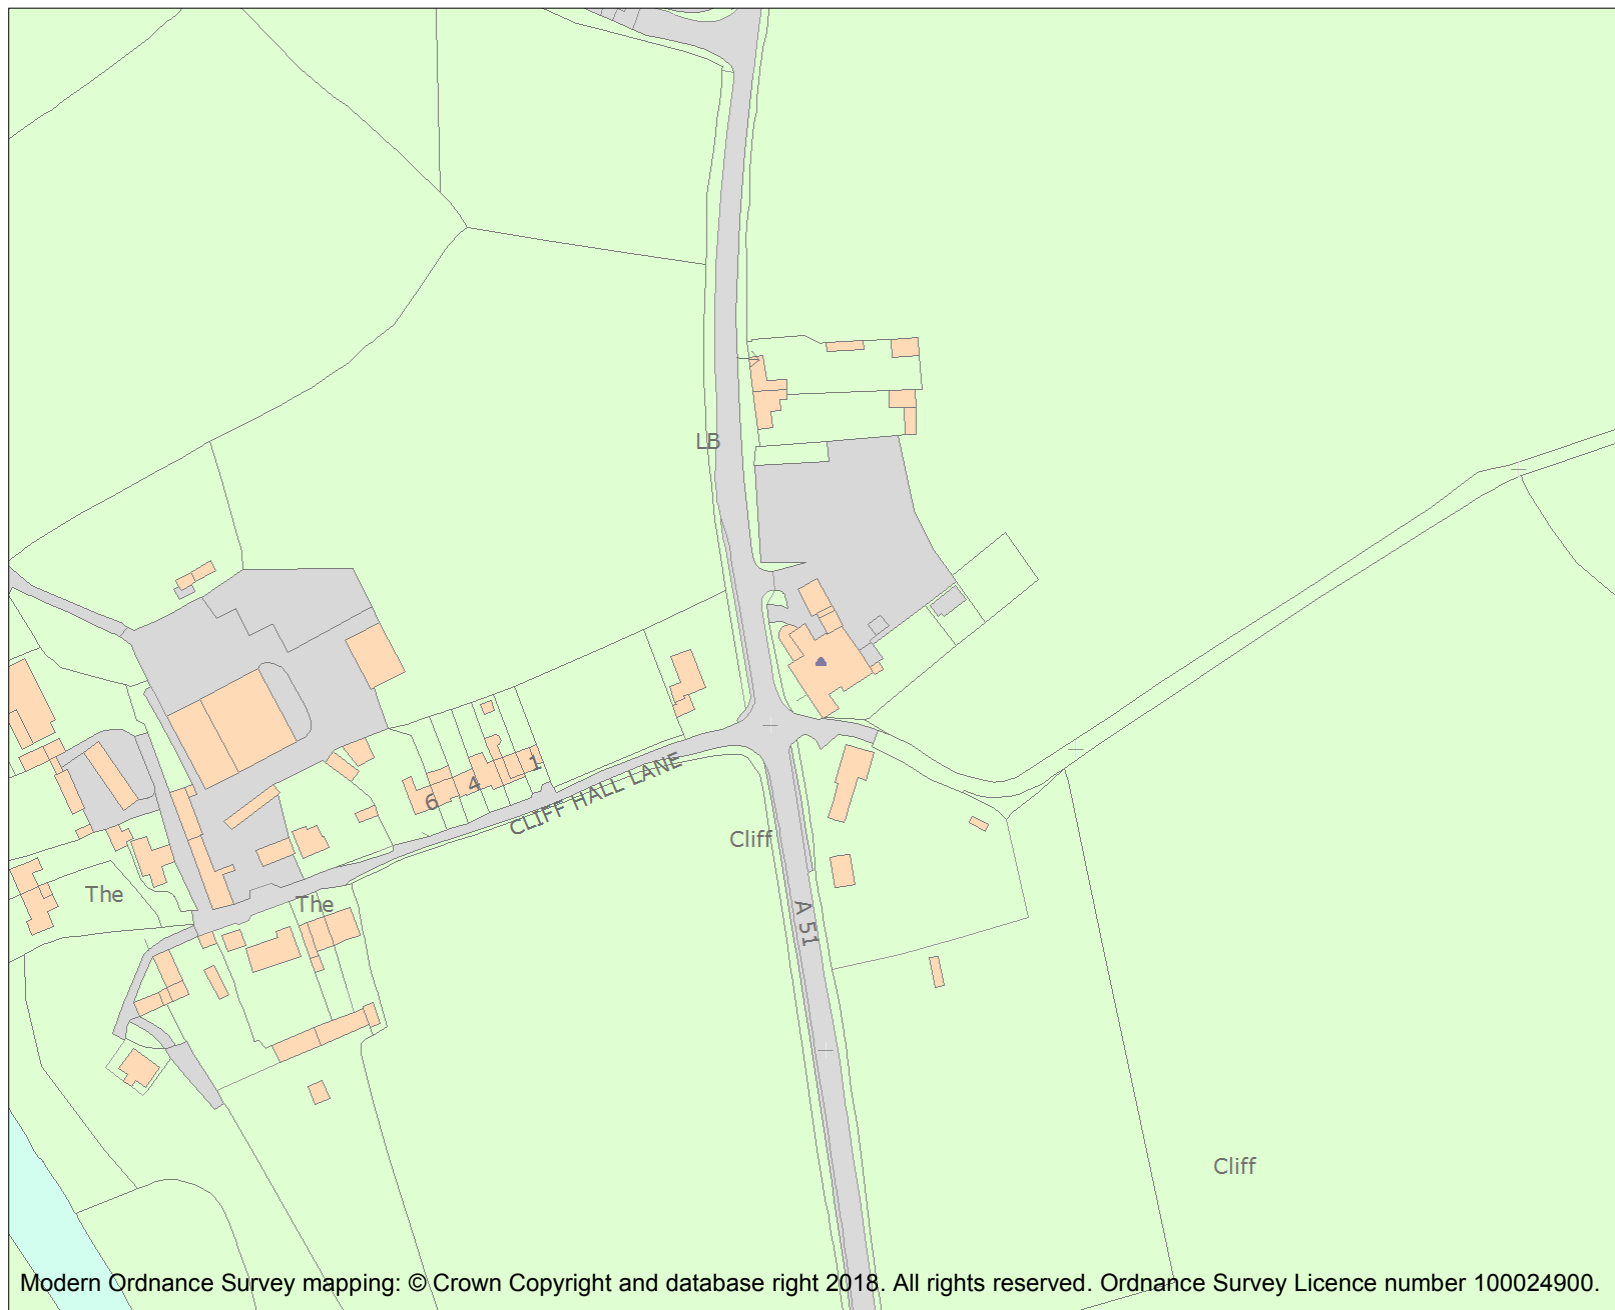 LB
1
4
6
CLIFF HALL LANE
Cliff
The
The
A 51
Cliff
Modern Ordnance Survey mapping: © Crown Copyright and database right 2018. All rights reserved. Ordnance Survey Licence number 100024900.